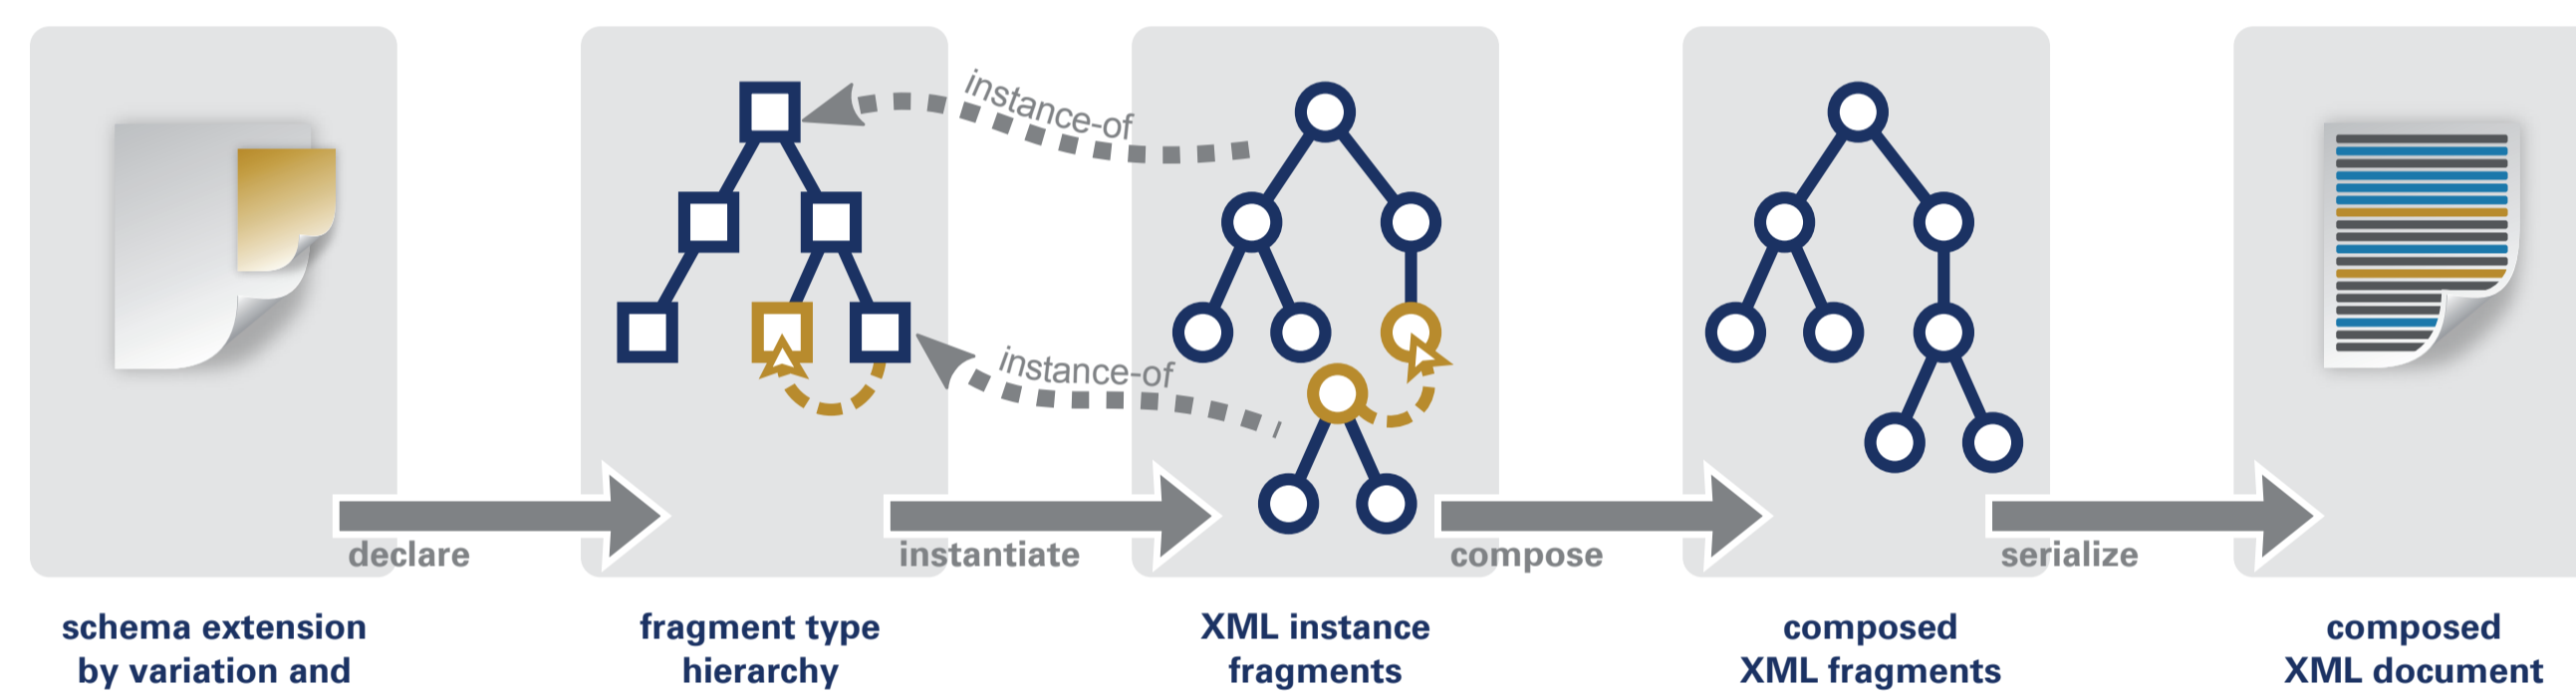 instance-of
instance-of
declare
instantiate
compose
serialize
schema extension
by variation and
fragment type
hierarchy
XML instance
fragments
composed
XML fragments
composed
XML document